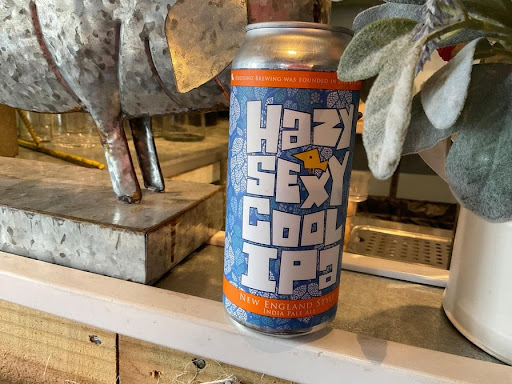 BREWING WAS FOUNDED IN
Hazy
SEXY
COOL
IPa
NEW ENGLAND STYLE
INDIA PALE ALE